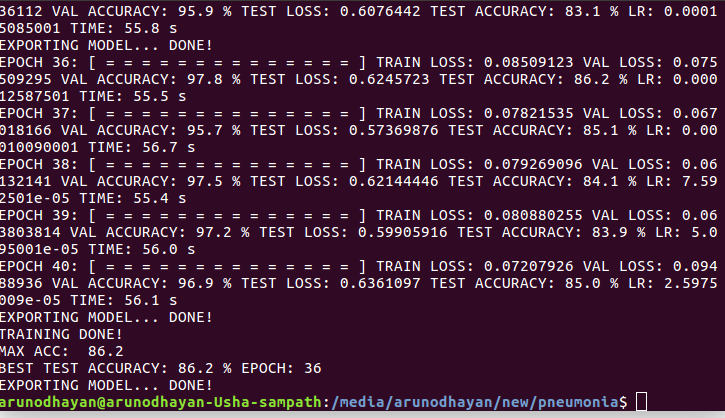 36112 VAL ACCURACY: 95.9 % TEST LOSS: 0.6076442 TEST ACCURACY: 83.1 % LR: 0.0001
5085001 TIME: 55.8 s
EXPORTING MODEL... DONE!
EPOCH 36: [ = = = = = = = = = = = = = = = ] TRAIN LOSS: 0.08509123 VAL LOSS: 0.075
509295 VAL ACCURACY: 97.8 % TEST LOSS: 0.6245723 TEST ACCURACY: 86.2 % LR: 0.000
12587501 TIME: 55.5 s
EPOCH 37: [ = = = = = = = = = = = = = = = ] TRAIN LOSS: 0.07821535 VAL LOSS: 0.067
018166 VAL ACCURACY: 95.7 % TEST LOSS: 0.57369876 TEST ACCURACY: 85.1 % LR: 0.00
010090001 TIME: 56.7 s
EPOCH 38: [ = = = = = = = = = = = = = = = ] TRAIN LOSS: 0.079269096 VAL LOSS: 0.06
132141 VAL ACCURACY: 97.5 % TEST LOSS: 0.62144446 TEST ACCURACY: 84.1 % LR: 7.59
2501e-05 TIME: 55.4 s
EPOCH 39: [ = = = = = = = = = = = = = = = ] TRAIN LOSS: 0.080880255 VAL LOSS: 0.06
3803814 VAL ACCURACY: 97.2 % TEST LOSS: 0.59905916 TEST ACCURACY: 83.9 % LR: 5.0
95001e-05 TIME: 56.0 s
EPOCH 40: [ = = = = = = = = = = = = = = = ] TRAIN LOSS: 0.07207926 VAL LOSS: 0.094
88936 VAL ACCURACY: 96.9 % TEST LOSS: 0.6361097 TEST ACCURACY: 85.0 % LR: 2.5975
009e-05 TIME: 56.1 s
EXPORTING MODEL... DONE!
TRAINING DONE!
MAX ACC:  86.2
BEST TEST ACCURACY: 86.2 % EPOCH: 36
EXPORTING MODEL... DONE!
arunodhayan@arunodhayan-Usha-sampath:/media/arunodhayan/new/pneumonia$